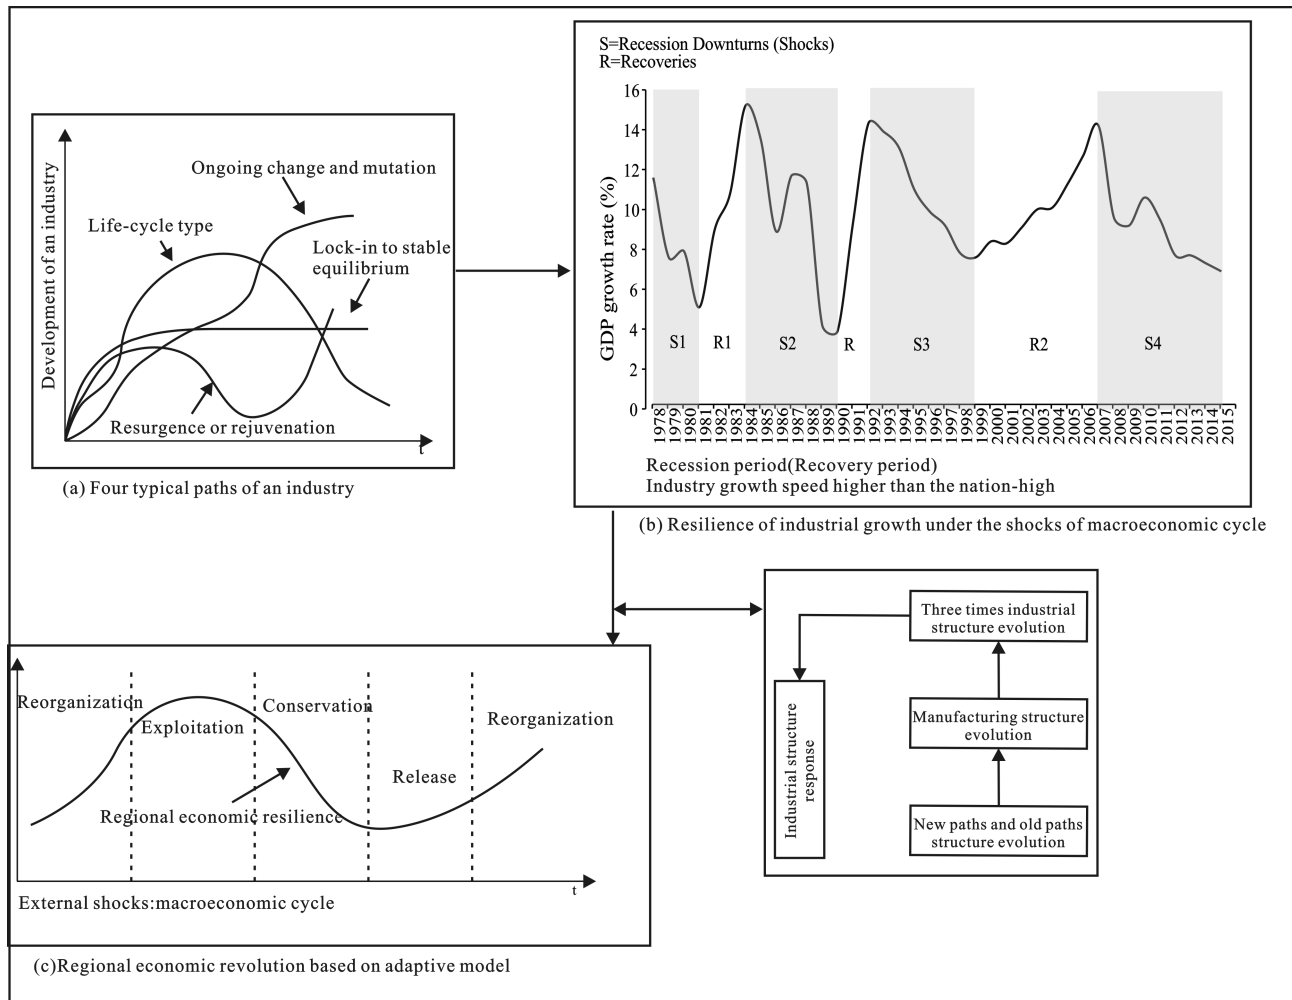 Development of an industry
Ongoing change and mutation
Life-cycle type
Lock-in to stable
equilibrium
Resurgence or rejuvenation
t
(a) Four typical paths of an industry
S=Recession Downturns (Shocks)
R=Recoveries
GDP growth rate (%)
16
14
12
10
8
6
4
2
0
S1
R1
S2
R
S3
R2
S4
1978
1979
1980
1981
1982
1983
1984
1985
1986
1987
1988
1989
1990
1991
1992
1993
1994
1995
1996
1997
1998
1999
2000
2001
2002
2003
2004
2005
2006
2007
2008
2009
2010
2011
2012
2013
2014
2015
Recession period(Recovery period)
Industry growth speed higher than the nation-high
(b) Resilience of industrial growth under the shocks of macroeconomic cycle
Three times industrial
structure evolution
Manufacturing structure
evolution
New paths and old paths
structure evolution
Industrial structure
response
Reorganization
Exploitation
Conservation
Release
Reorganization
Regional economic resilience
t
External shocks:macroeconomic cycle
(c)Regional economic revolution based on adaptive model